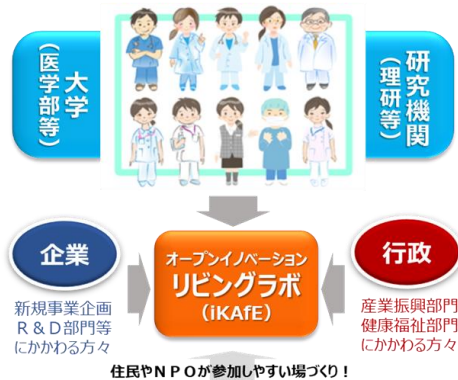 大学
(医学部等)
研究機関
(理研等)
企業
新規事業企画
R&D部門等
にかかわる方々
オープンイノベーション
リビングラボ
(iKAfE)
行政
産業振興部門
健康福祉部門
にかかわる方々
住民やNPOが参加しやすい場づくり!